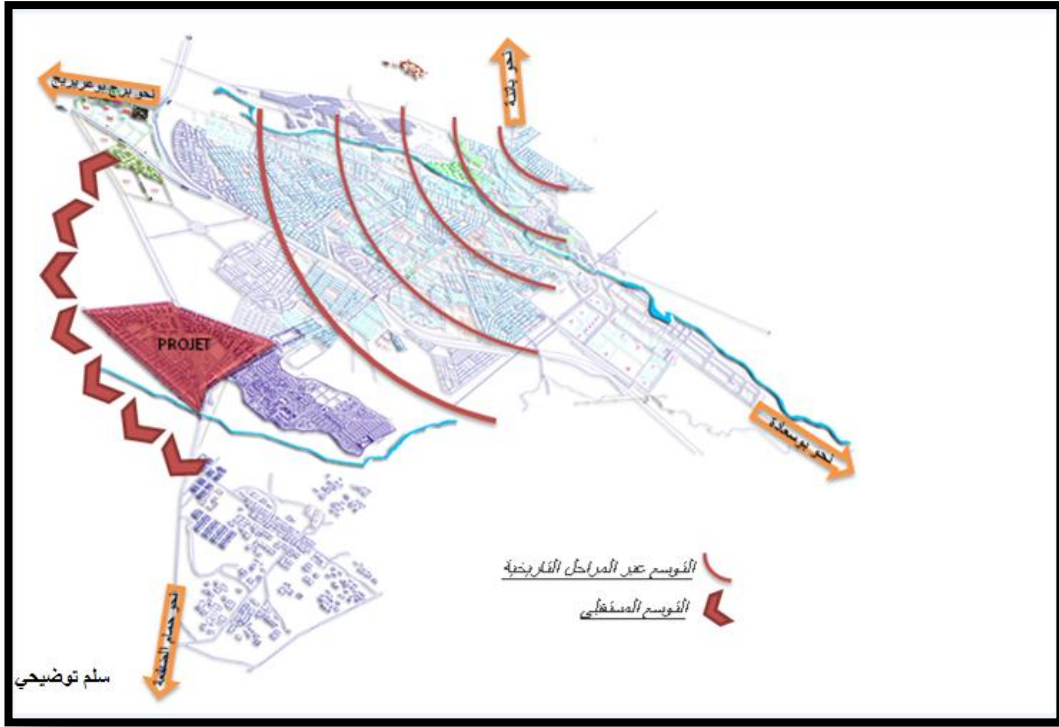 نحو باتنة
نحو برج بوعريريج
PROJET
نحو بوسعادة
التوسع عبر المراحل التاريخية
التوسع المستقبلي
نحو حمام الضلعة
سلم توضيحي